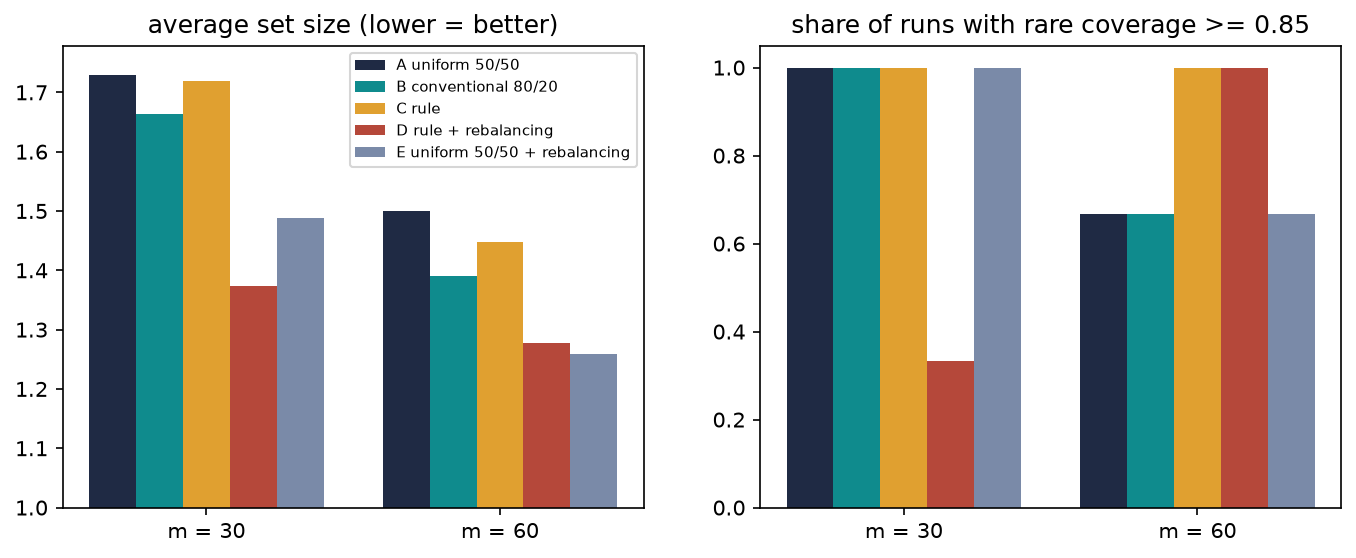 average set size (lower = better)
1.7
1.6
1.5
1.4
1.3
1.2
1.1
1.0
A uniform 50/50
B conventional 80/20
C rule
D rule + rebalancing
E uniform 50/50 + rebalancing
m = 30
m = 60
share of runs with rare coverage >= 0.85
1.0
0.8
0.6
0.4
0.2
0.0
m = 30
m = 60